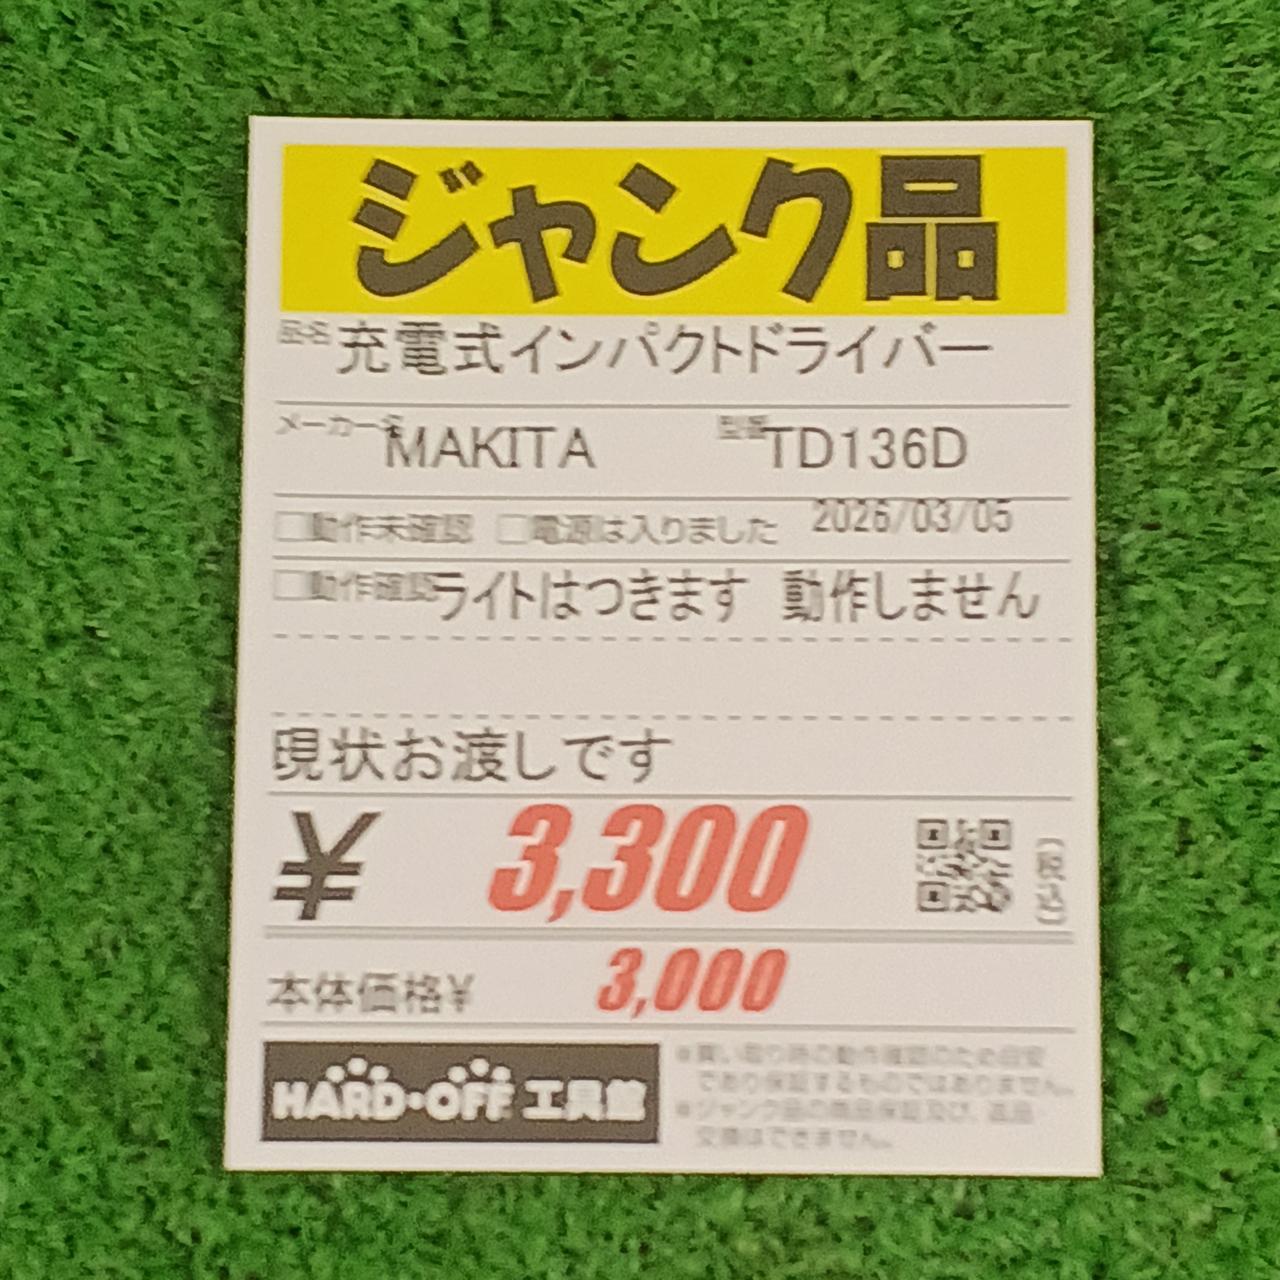 ジャンク品
品名 充電式インパクトドライバー
メーカー名 MAKITA 型番 TD136D
□動作未確認 □電源は入りました 2026/03/05
□動作確認 ライトはつきます 動作しません
現状お渡しです
¥ 3,300 (税込)
本体価格¥ 3,000
HARD・OFF 工具館
※買い取り時の動作確認のため目安
であり保証するものではありません。
※ジャンク品の商品保証及び、返品
交換はできません。